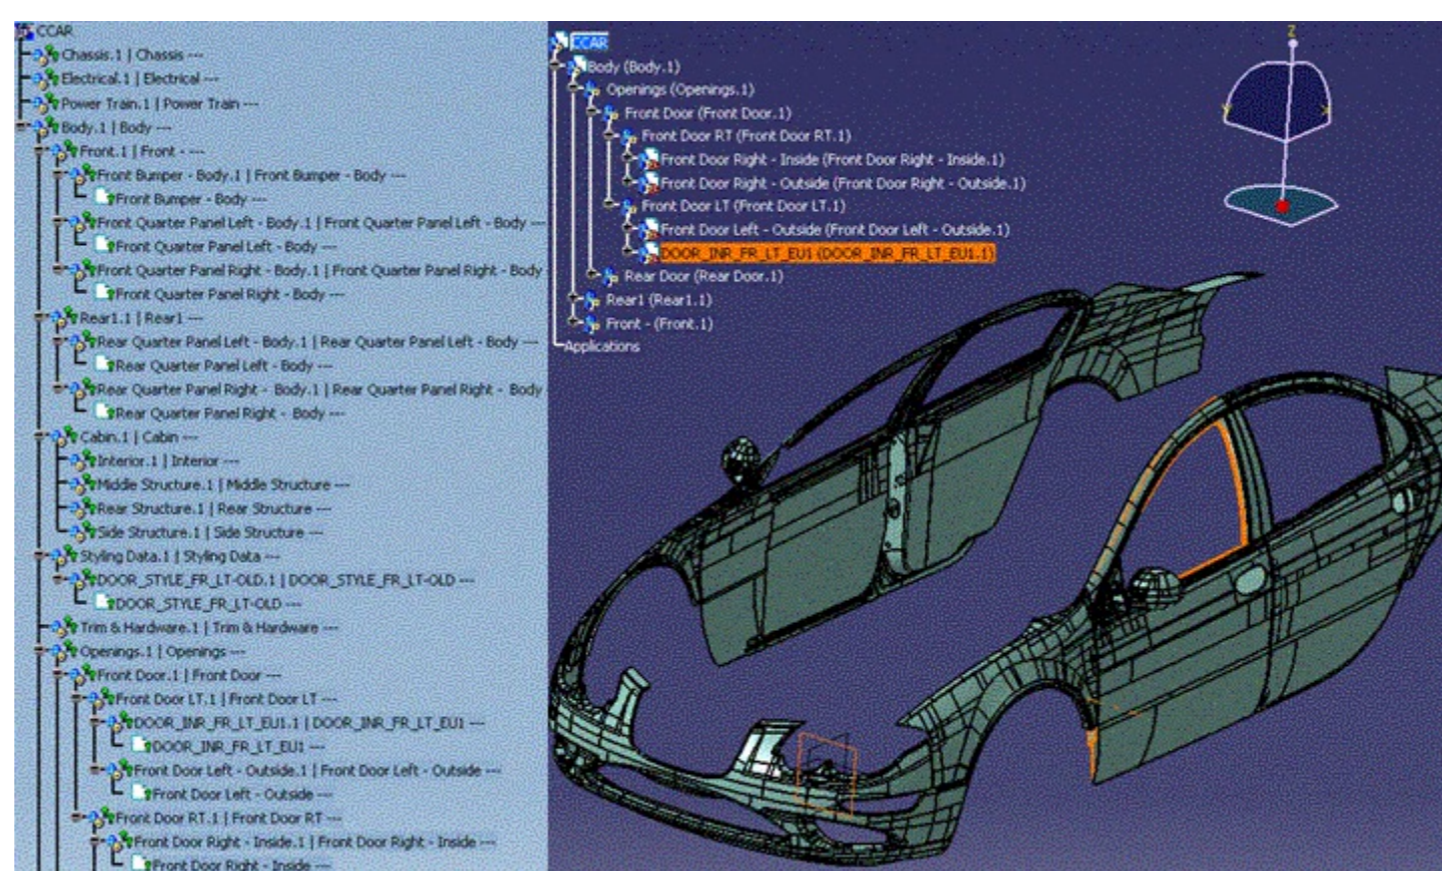 CCAR
Chassis.1 | Chassis ---
Electrical.1 | Electrical ---
Power Train.1 | Power Train ---
Body.1 | Body ---
Front.1 | Front - ---
Front Bumper - Body.1 | Front Bumper - Body ---
Front Bumper - Body ---
Front Quarter Panel Left - Body.1 | Front Quarter Panel Left - Body ---
Front Quarter Panel Left - Body ---
Front Quarter Panel Right - Body.1 | Front Quarter Panel Right - Body
Front Quarter Panel Right - Body ---
Rear1.1 | Rear1 ---
Rear Quarter Panel Left - Body.1 | Rear Quarter Panel Left - Body ---
Rear Quarter Panel Left - Body ---
Rear Quarter Panel Right - Body.1 | Rear Quarter Panel Right - Body
Rear Quarter Panel Right - Body ---
Cabin.1 | Cabin ---
Interior.1 | Interior ---
Middle Structure.1 | Middle Structure ---
Rear Structure.1 | Rear Structure ---
Side Structure.1 | Side Structure ---
Styling Data.1 | Styling Data ---
DOOR_STYLE_FR_LT-OLD.1 | DOOR_STYLE_FR_LT-OLD ---
DOOR_STYLE_FR_LT-OLD ---
Trim & Hardware.1 | Trim & Hardware ---
Openings.1 | Openings ---
Front Door.1 | Front Door ---
Front Door LT.1 | Front Door LT ---
DOOR_INR_FR_LT_EU1.1 | DOOR_INR_FR_LT_EU1 ---
DOOR_INR_FR_LT_EU1 ---
Front Door Left - Outside.1 | Front Door Left - Outside ---
Front Door Left - Outside ---
Front Door RT.1 | Front Door RT ---
Front Door Right - Inside.1 | Front Door Right - Inside ---
Front Door Right - Inside ---
CCAR
Body (Body.1)
Openings (Openings.1)
Front Door (Front Door.1)
Front Door RT (Front Door RT.1)
Front Door Right - Inside (Front Door Right - Inside.1)
Front Door Right - Outside (Front Door Right - Outside.1)
Front Door LT (Front Door LT.1)
Front Door Left - Outside (Front Door Left - Outside.1)
DOOR_INR_FR_LT_EU1 (DOOR_INR_FR_LT_EU1.1)
Rear Door (Rear Door.1)
Rear1 (Rear1.1)
Front - (Front.1)
Applications
Z
Y
X